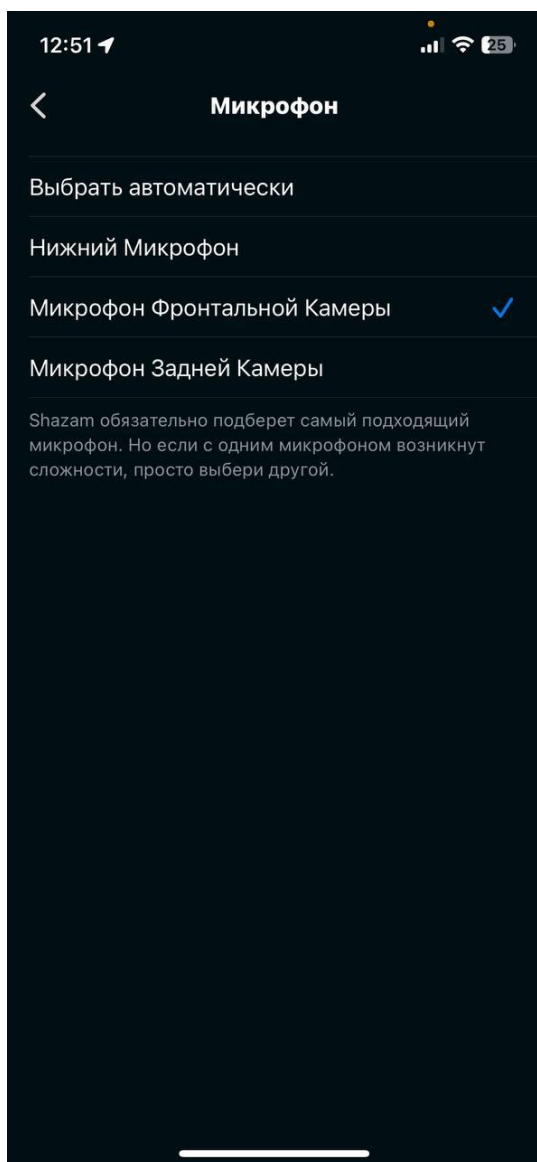 12:51
25
Микрофон
Выбрать автоматически
Нижний Микрофон
Микрофон Фронтальной Камеры
Микрофон Задней Камеры
Shazam обязательно подберет самый подходящий
микрофон. Но если с одним микрофоном возникнут
сложности, просто выбери другой.